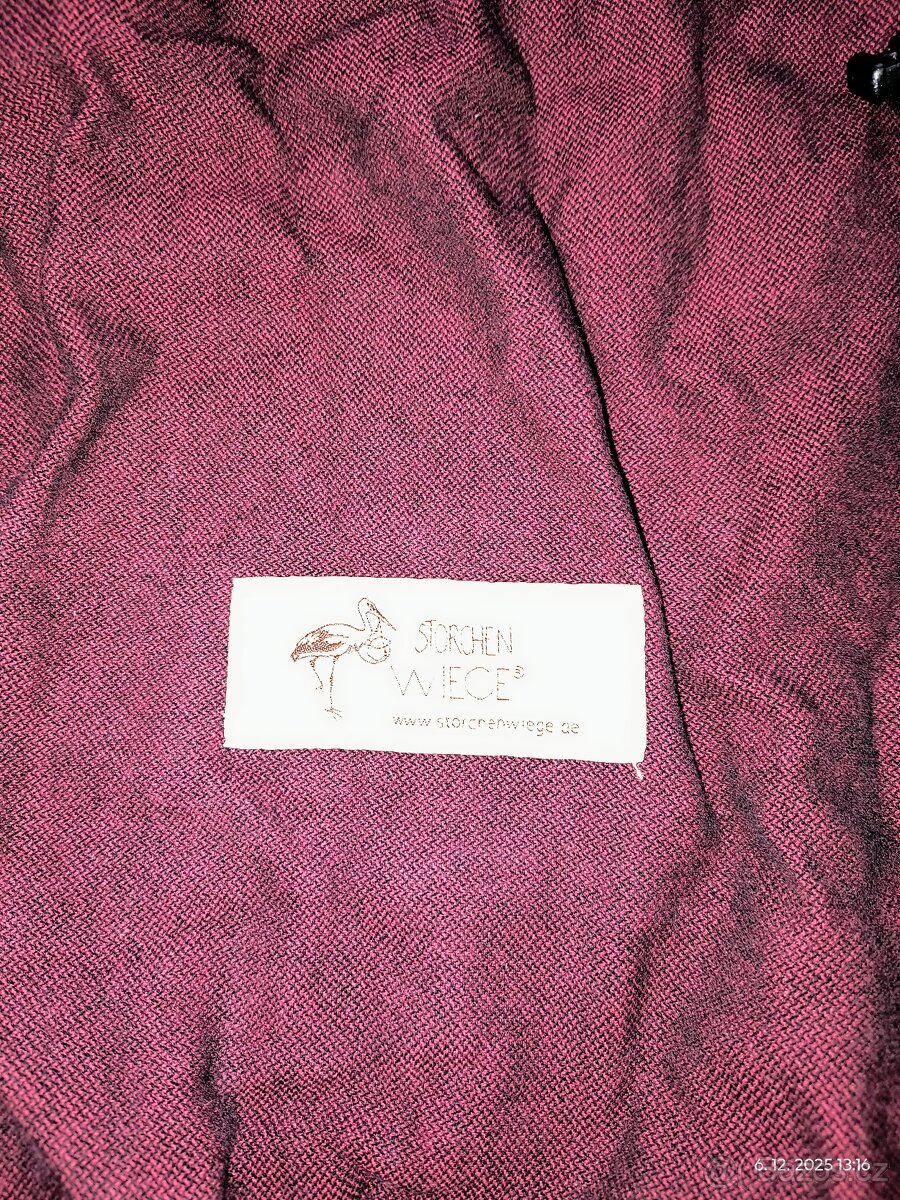 STORCHEN
WIEGE®
www.storchenwiege.de
6. 12. 2025 13:16